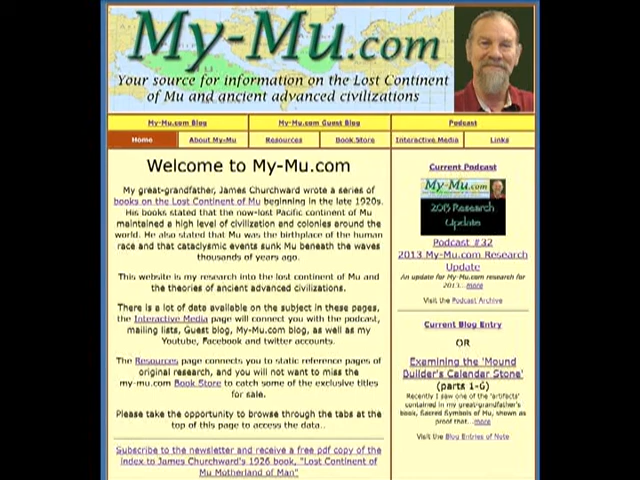 My-Mu.com
Your source for information on the Lost Continent
of Mu and ancient advanced civilizations
My-Mu.com Blog
My-Mu.com Guest Blog
Podcast
Home
About My-Mu
Resources
Book Store
Interactive Media
Links
Welcome to My-Mu.com
My great-grandfather, James Churchward wrote a series of
books on the Lost Continent of Mu beginning in the late 1920s.
His books stated that the now-lost Pacific continent of Mu
maintained a high level of civilization and colonies around the
world. He also stated that Mu was the birthplace of the human
race and that cataclysmic events sunk Mu beneath the waves
thousands of years ago.
This website is my research into the lost continent of Mu and
the theories of ancient advanced civilizations.
There is a lot of data available on the subject in these pages,
the Interactive Media page will connect you with the podcast,
mailing lists, Guest blog, My-Mu.com blog, as well as my
Youtube, Facebook and twitter accounts.
The Resources page connects you to static reference pages of
original research, and you will not want to miss the
my-mu.com Book Store to catch some of the exclusive titles
for sale.
Please take the opportunity to browse through the tabs at the
top of this page to access the data..
Subscribe to the newsletter and receive a free pdf copy of the
index to James Churchward's 1926 book, "Lost Continent of
Mu Motherland of Man"
Current Podcast
My-Mu.com
2013 Research
Update
Podcast #32
2013 My-Mu.com Research
Update
An update for My-Mu.com research for
2013...more
Visit the Podcast Archive
Current Blog Entry
OR
Examining the 'Mound
Builder's Calendar Stone'
(parts 1-6)
Recently I saw one of the 'artifacts'
contained in my great-grandfather's
book, Sacred Symbols of Mu, shown as
proof that...more
Visit the Blog Entries of Note